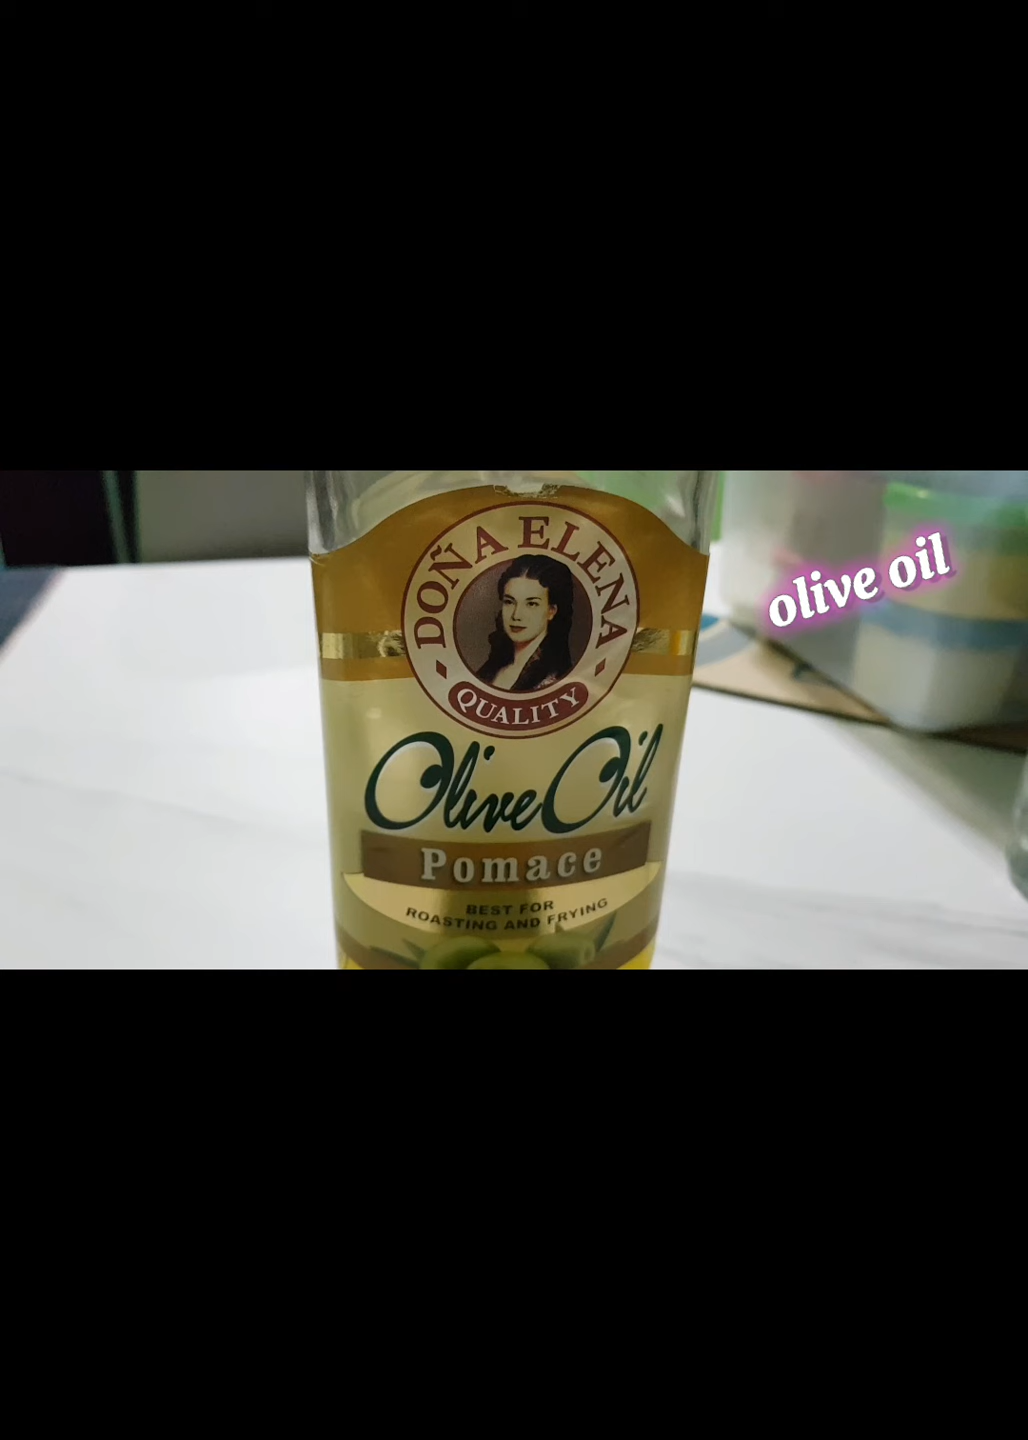 DOÑA ELENA
QUALITY
Olive Oil
Pomace
BEST FOR
ROASTING AND FRYING
olive oil